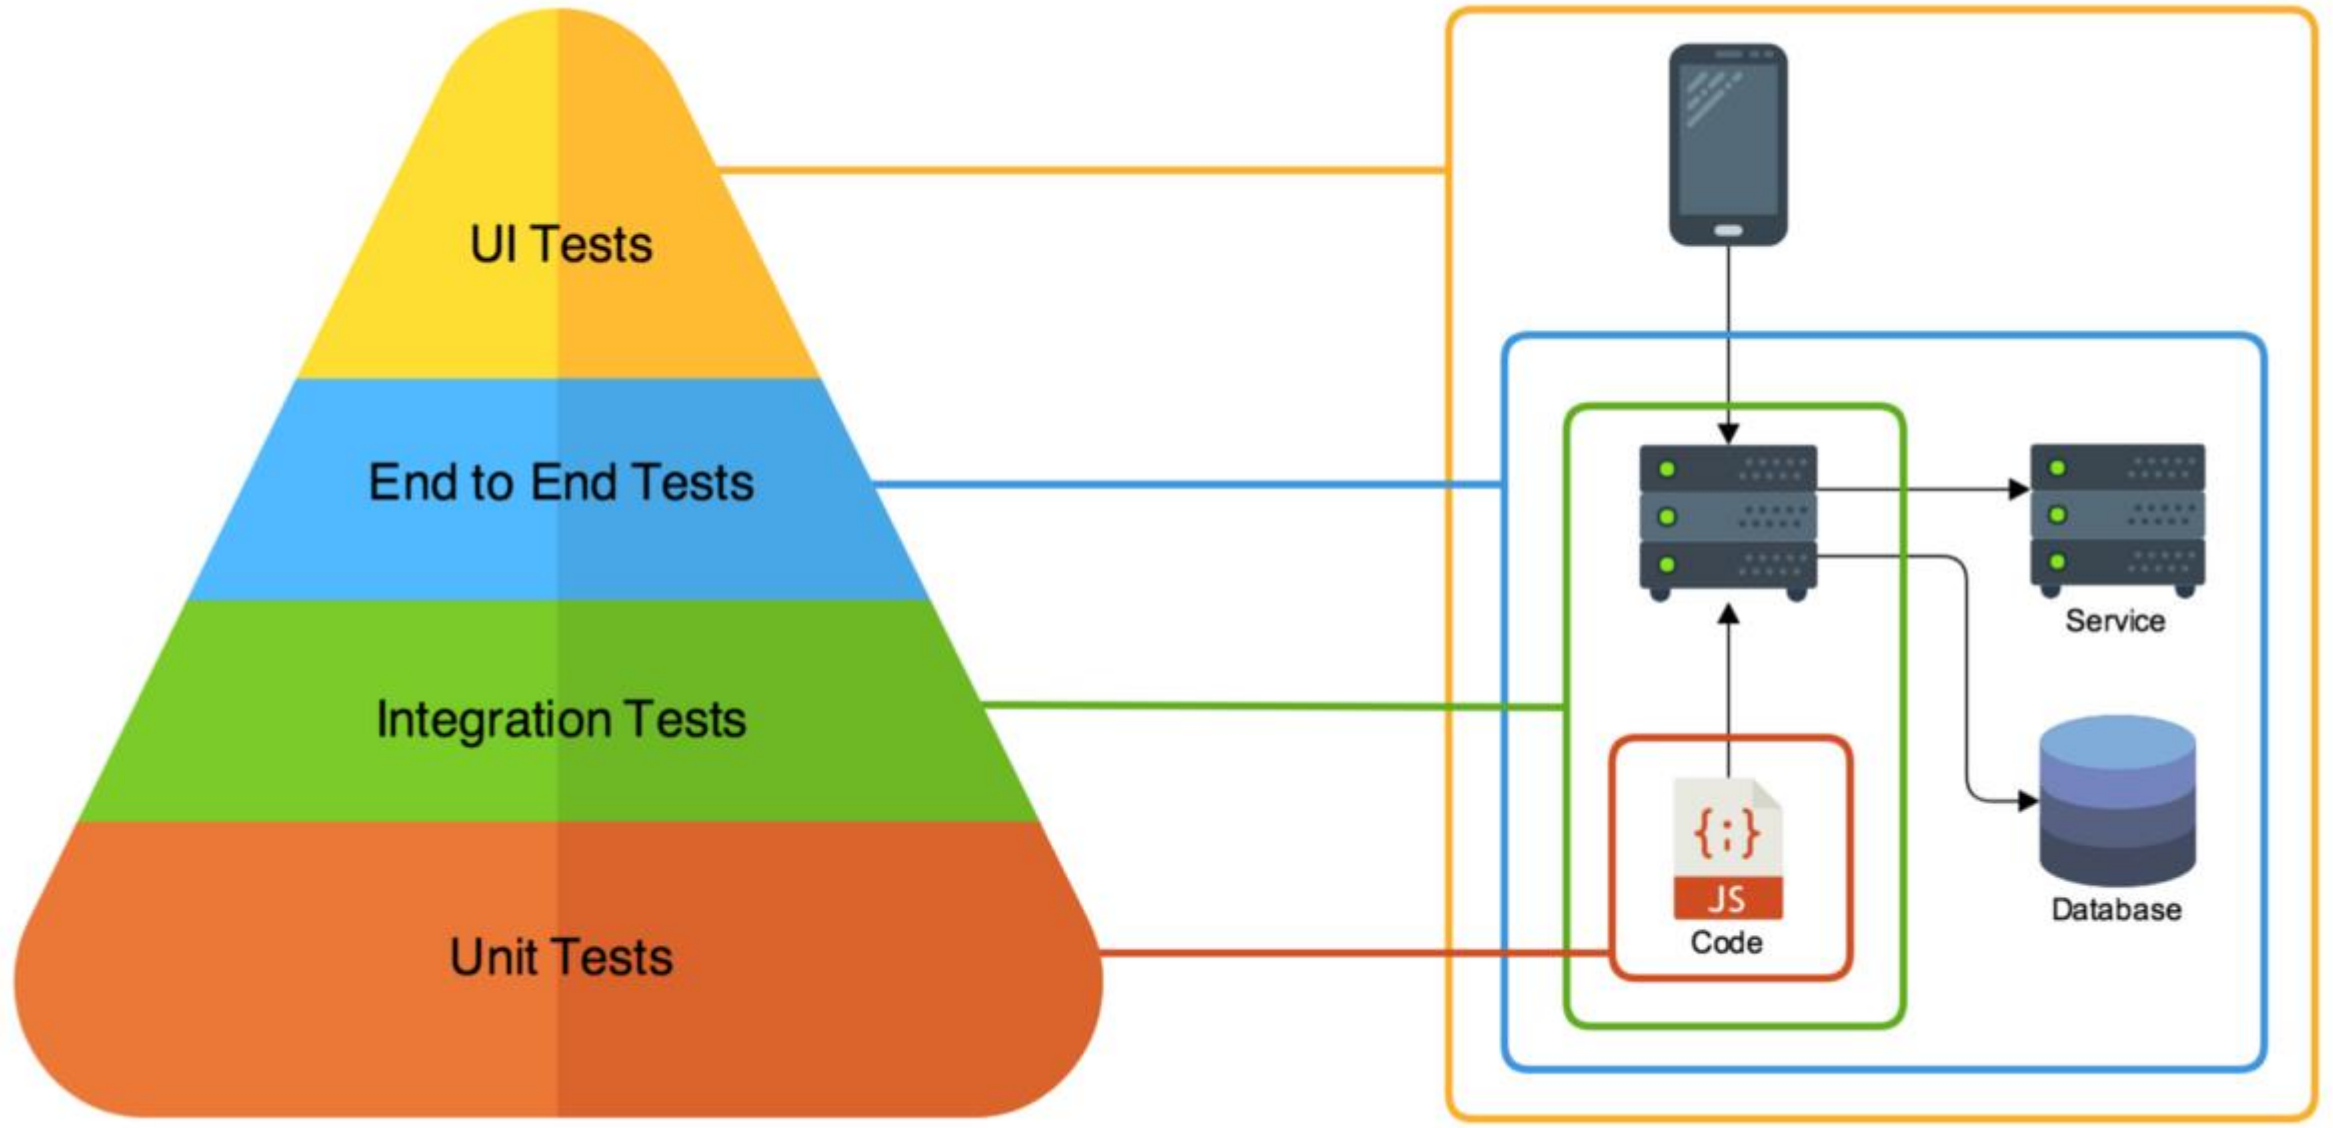 UI Tests
End to End Tests
Integration Tests
Unit Tests
Service
{;}
JS
Code
Database